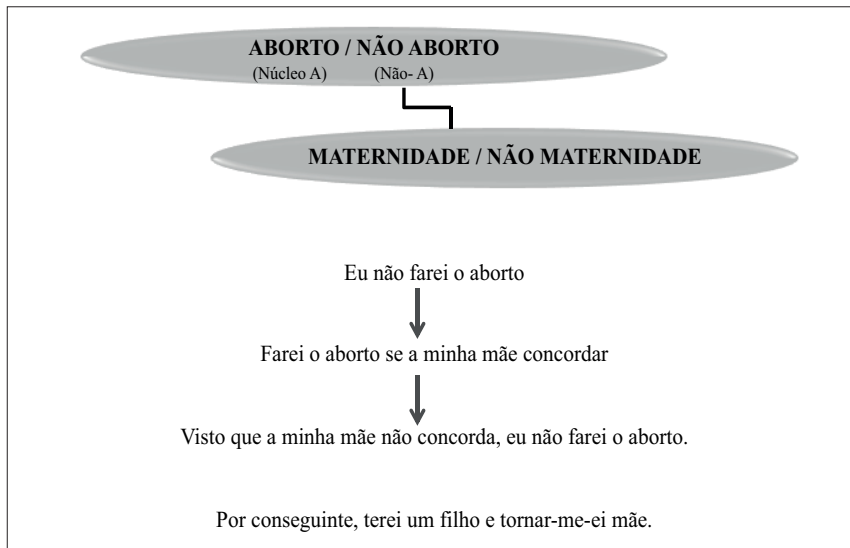 ABORTO / NÃO ABORTO
(Núcleo A) (Não- A)
MATERNIDADE / NÃO MATERNIDADE
Eu não farei o aborto
Farei o aborto se a minha mãe concordar
Visto que a minha mãe não concorda, eu não farei o aborto.
Por conseguinte, terei um filho e tornar-me-ei mãe.